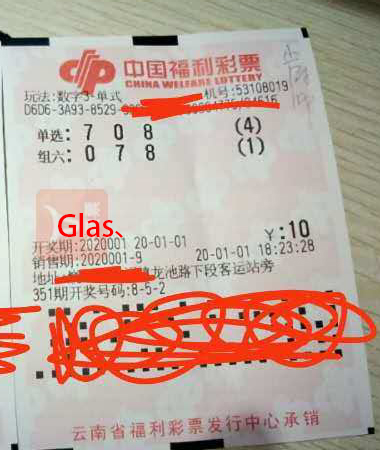 中国福利彩票
CHINA WELFARE LOTTERY
玩法:数字3-单式 机号:53108019
D6D6-3A93-8529
单选: 7 0 8 (4)
组六: 0 7 8 (1)
Glas、
¥:10
开奖期:2020001 20-01-01
销售期:2020001-9 20-01-01 18:23:28
地址: 龙池路下段客运站旁
351期开奖号码:8-5-2
云南省福利彩票发行中心承销